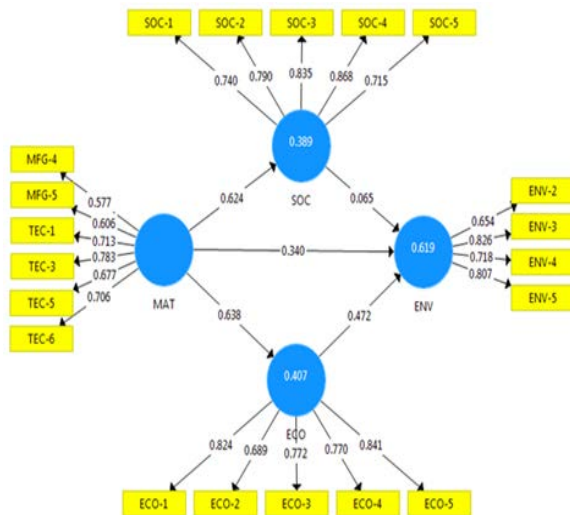 SOC-1 SOC-2 SOC-3 SOC-4 SOC-5
0.740 0.790 0.835 0.868 0.715
0.389
SOC
MFG-4
MFG-5
TEC-1
TEC-3
TEC-5
TEC-6
0.577
0.606
0.713
0.783
0.677
0.706
MAT
0.624
0.065
0.340
0.638
0.472
0.619
ENV
0.654
0.826
0.718
0.807
ENV-2
ENV-3
ENV-4
ENV-5
0.407
ECO
0.824 0.689 0.772 0.770 0.841
ECO-1 ECO-2 ECO-3 ECO-4 ECO-5